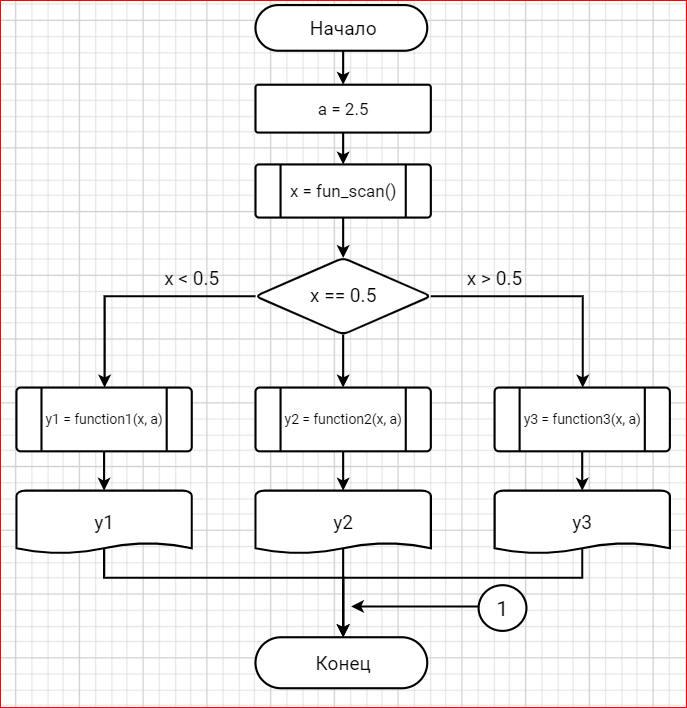 Начало
a = 2.5
x = fun_scan()
x < 0.5
x == 0.5
x > 0.5
y1 = function1(x, a)
y2 = function2(x, a)
y3 = function3(x, a)
y1
y2
y3
1
Конец